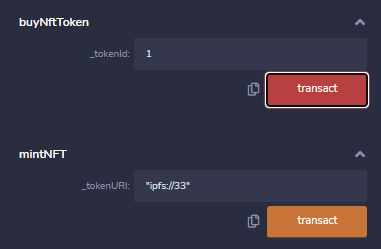 buyNftToken
_tokenId: 1
transact
mintNFT
_tokenURI: "ipfs://33"
transact